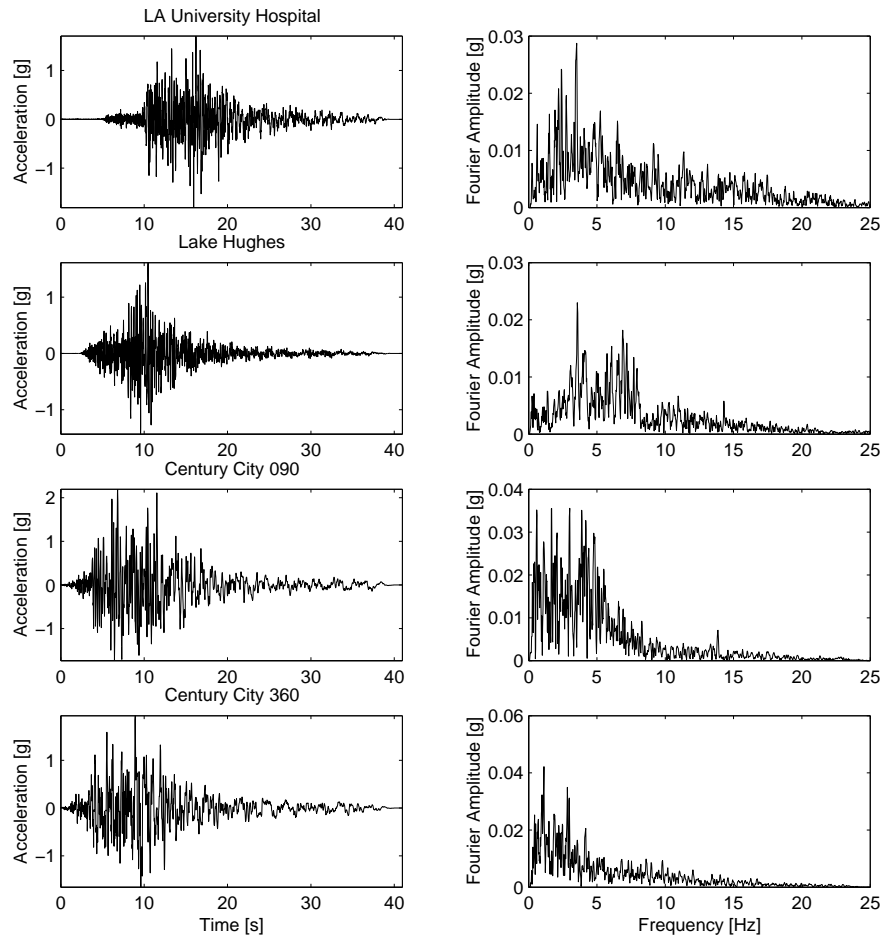 LA University Hospital
Acceleration [g]
1
0
−1
0 10 20 30 40
Fourier Amplitude [g]
0.03
0.02
0.01
0
0 5 10 15 20 25
Lake Hughes
Acceleration [g]
1
0
−1
0 10 20 30 40
Fourier Amplitude [g]
0.03
0.02
0.01
0
0 5 10 15 20 25
Century City 090
Acceleration [g]
2
1
0
−1
0 10 20 30 40
Fourier Amplitude [g]
0.04
0.03
0.02
0.01
0
0 5 10 15 20 25
Century City 360
Acceleration [g]
1
0
−1
0 10 20 30 40
Time [s]
Fourier Amplitude [g]
0.06
0.04
0.02
0
0 5 10 15 20 25
Frequency [Hz]